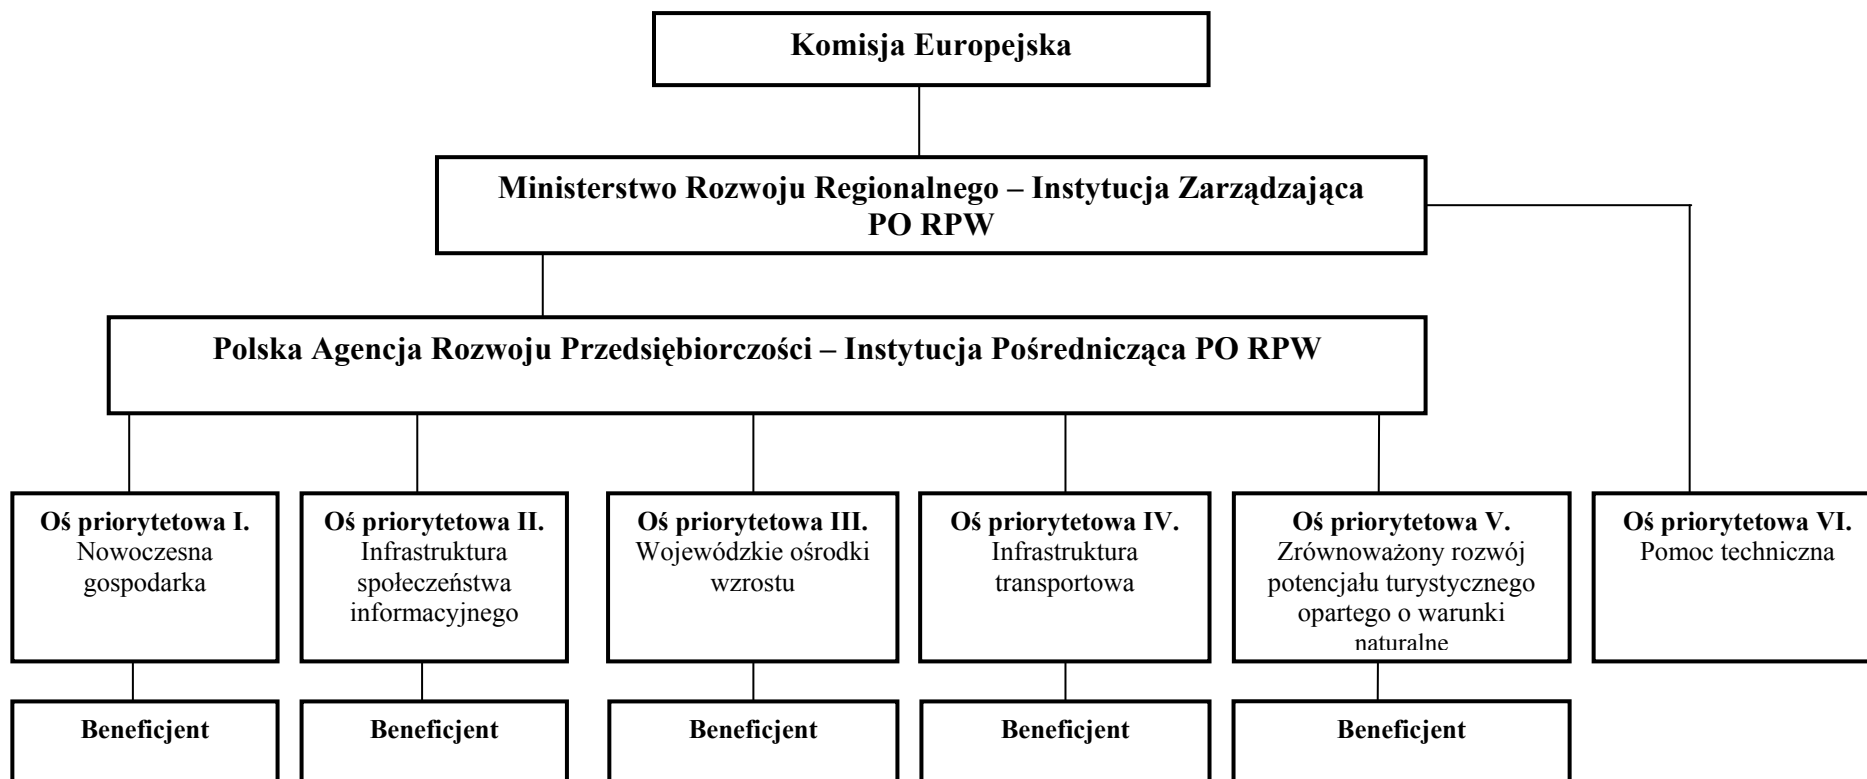 Komisja Europejska
Ministerstwo Rozwoju Regionalnego – Instytucja Zarządzająca
PO RPW
Polska Agencja Rozwoju Przedsiębiorczości – Instytucja Pośrednicząca PO RPW
Oś priorytetowa I.
Nowoczesna
gospodarka
Oś priorytetowa II.
Infrastruktura
społeczeństwa
informacyjnego
Oś priorytetowa III.
Wojewódzkie ośrodki
wzrostu
Oś priorytetowa IV.
Infrastruktura
transportowa
Oś priorytetowa V.
Zrównoważony rozwój
potencjału turystycznego
opartego o warunki
naturalne
Oś priorytetowa VI.
Pomoc techniczna
Beneficjent
Beneficjent
Beneficjent
Beneficjent
Beneficjent